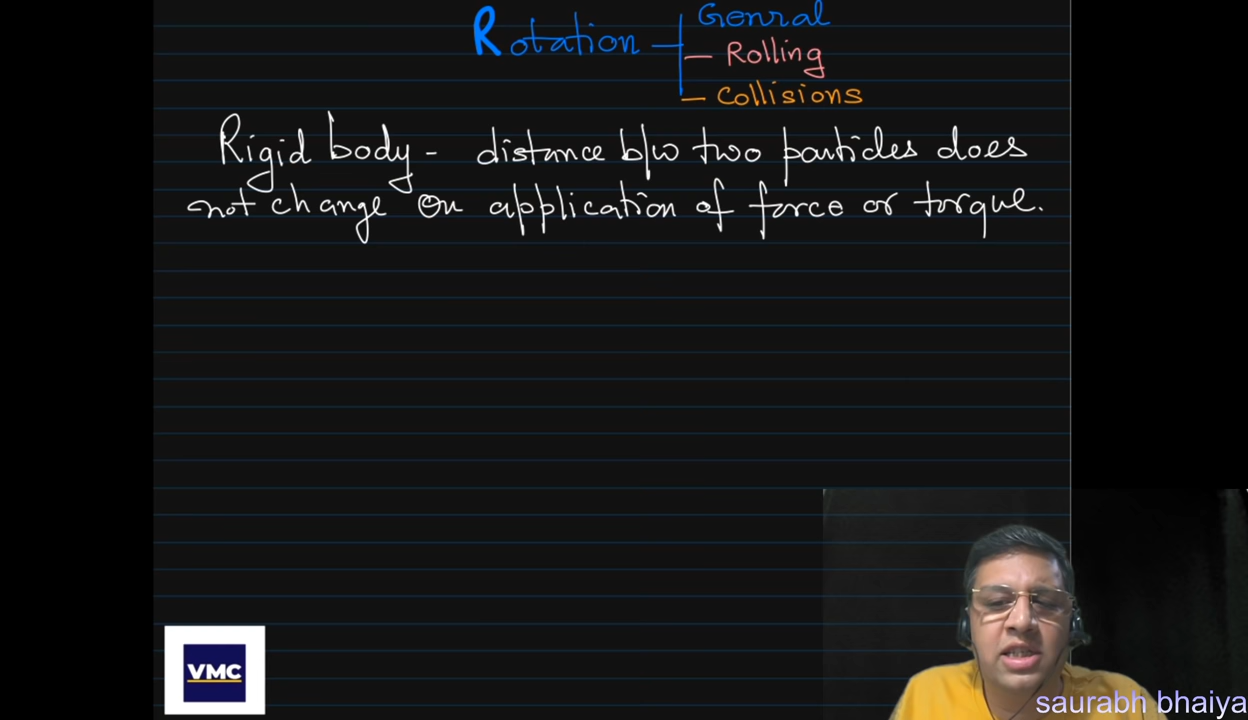 Rotation
Genral
- Rolling
- Collisions
Rigid body - distance b/w two particles does
not change on application of force or torque.
VMC
saurabh bhaiya